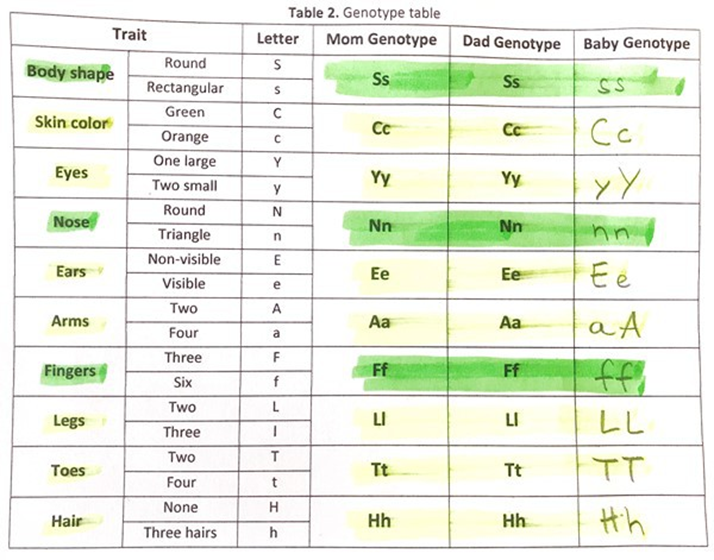 Table 2. Genotype table
Trait Letter Mom Genotype Dad Genotype Baby Genotype
Body shape Round S Ss Ss ss
Rectangular s
Skin color Green C Cc Cc Cc
Orange c
Eyes One large Y Yy Yy yY
Two small y
Nose Round N Nn Nn nn
Triangle n
Ears Non-visible E Ee Ee Ee
Visible e
Arms Two A Aa Aa aA
Four a
Fingers Three F Ff Ff ff
Six f
Legs Two L Ll Ll LL
Three l
Toes Two T Tt Tt TT
Four t
Hair None H Hh Hh Hh
Three hairs h